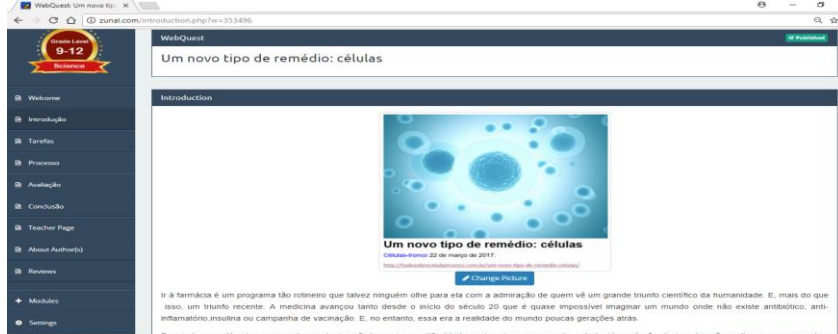 WebQuest: Um novo tip
zunal.com/introduction.php?w=353496
Grade Level
9-12
Science
WebQuest
Published
Um novo tipo de remédio: células
Welcome
Introdução
Tarefas
Processo
Avaliação
Conclusão
Teacher Page
About Author(s)
Reviews
Modules
Settings
Introduction
Um novo tipo de remédio: células
Células-tronco 22 de março de 2017.
Change Picture
Ir à farmácia é um programa tão rotineiro que talvez ninguém olhe para ela com a admiração de quem vê um grande triunfo científico da humanidade. E, mais do que
isso, um triunfo recente. A medicina avançou tanto desde o início do século 20 que é quase impossível imaginar um mundo onde não existe antibiótico, anti-
inflamatório,insulina ou campanha de vacinação. E, no entanto, essa era a realidade do mundo poucas gerações atrás.